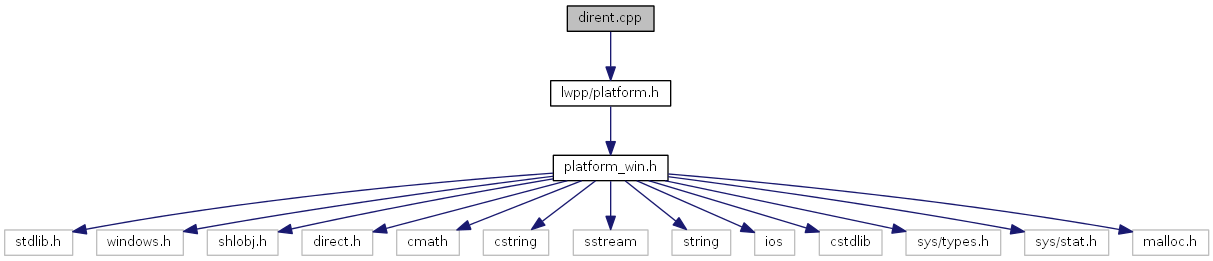 dirent.cpp
lwpp/platform.h
platform_win.h
stdlib.h windows.h shlobj.h direct.h cmath cstring sstream string ios cstdlib sys/types.h sys/stat.h malloc.h